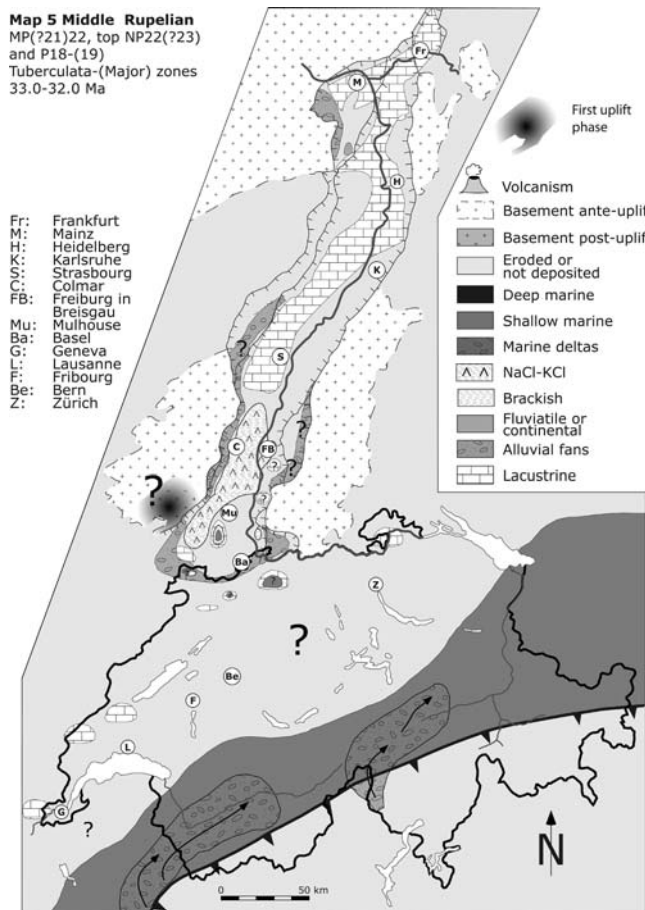 Map 5 Middle Rupelian
MP(?21)22, top NP22(?23)
and P18-(19)
Tuberculata-(Major) zones
33.0-32.0 Ma
Fr: Frankfurt
M: Mainz
H: Heidelberg
K: Karlsruhe
S: Strasbourg
C: Colmar
FB: Freiburg in
Breisgau
Mu: Mulhouse
Ba: Basel
G: Geneva
L: Lausanne
F: Fribourg
Be: Bern
Z: Zürich
First uplift
phase
Volcanism
Basement ante-uplif
Basement post-uplif
Eroded or
not deposited
Deep marine
Shallow marine
Marine deltas
NaCl-KCl
Brackish
Fluviatile or
continental
Alluvial fans
Lacustrine
Fr
M
H
K
?
S
C
FB
?
?
?
?
?
Mu
Ba
?
?
Z
?
Be
F
L
G
?
N
0 50 km